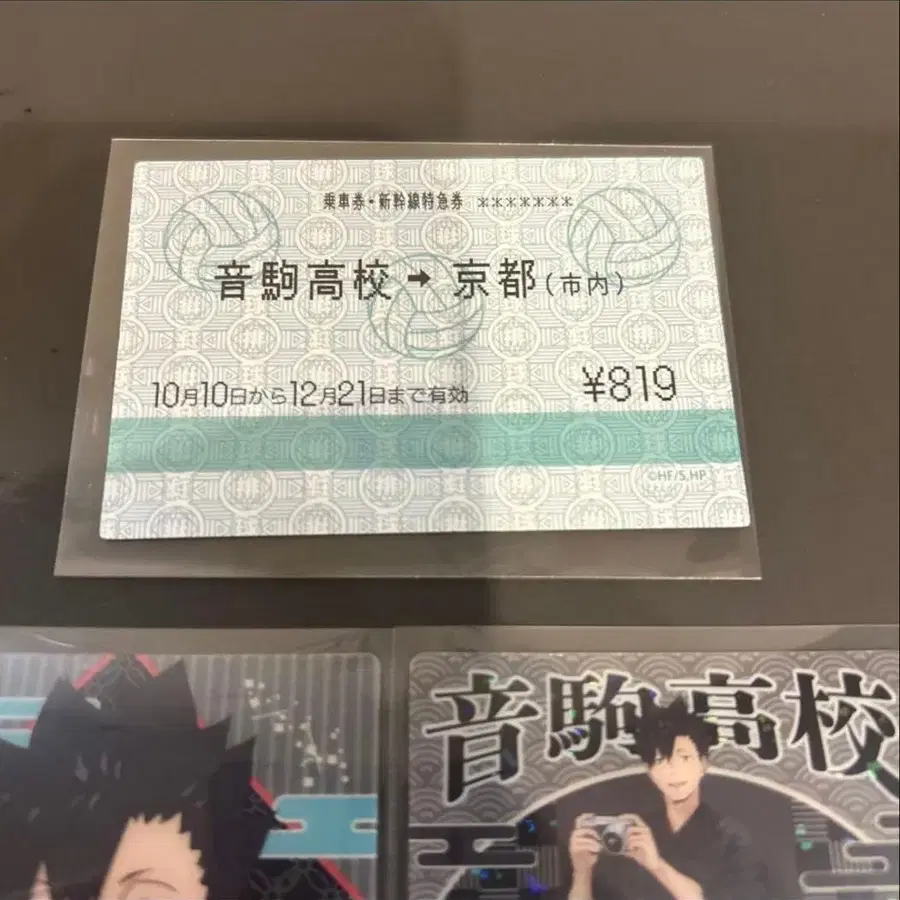 乗車券・新幹線特急券 *******
音駒高校→京都(市内)
10月10日から12月21日まで有効
¥819
©HF/S,HP
音駒高校